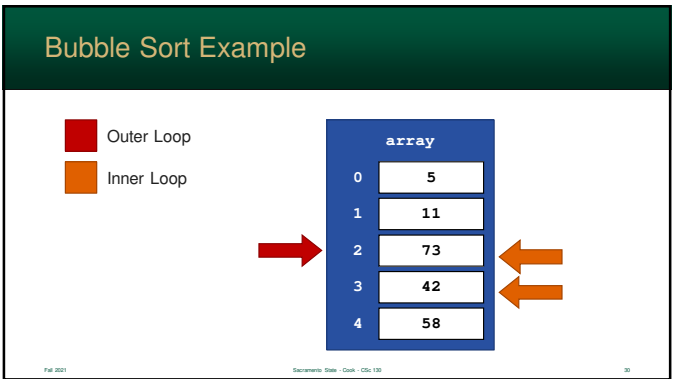 Bubble Sort Example
Outer Loop
Inner Loop
array
0 5
1 11
2 73
3 42
4 58
Fall 2021 Sacramento State - Cook - CSc 130 30